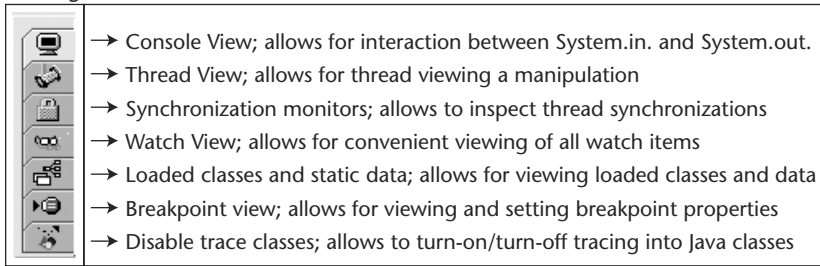 → Console View; allows for interaction between System.in. and System.out.
→ Thread View; allows for thread viewing a manipulation
→ Synchronization monitors; allows to inspect thread synchronizations
→ Watch View; allows for convenient viewing of all watch items
→ Loaded classes and static data; allows for viewing loaded classes and data
→ Breakpoint view; allows for viewing and setting breakpoint properties
→ Disable trace classes; allows to turn-on/turn-off tracing into Java classes